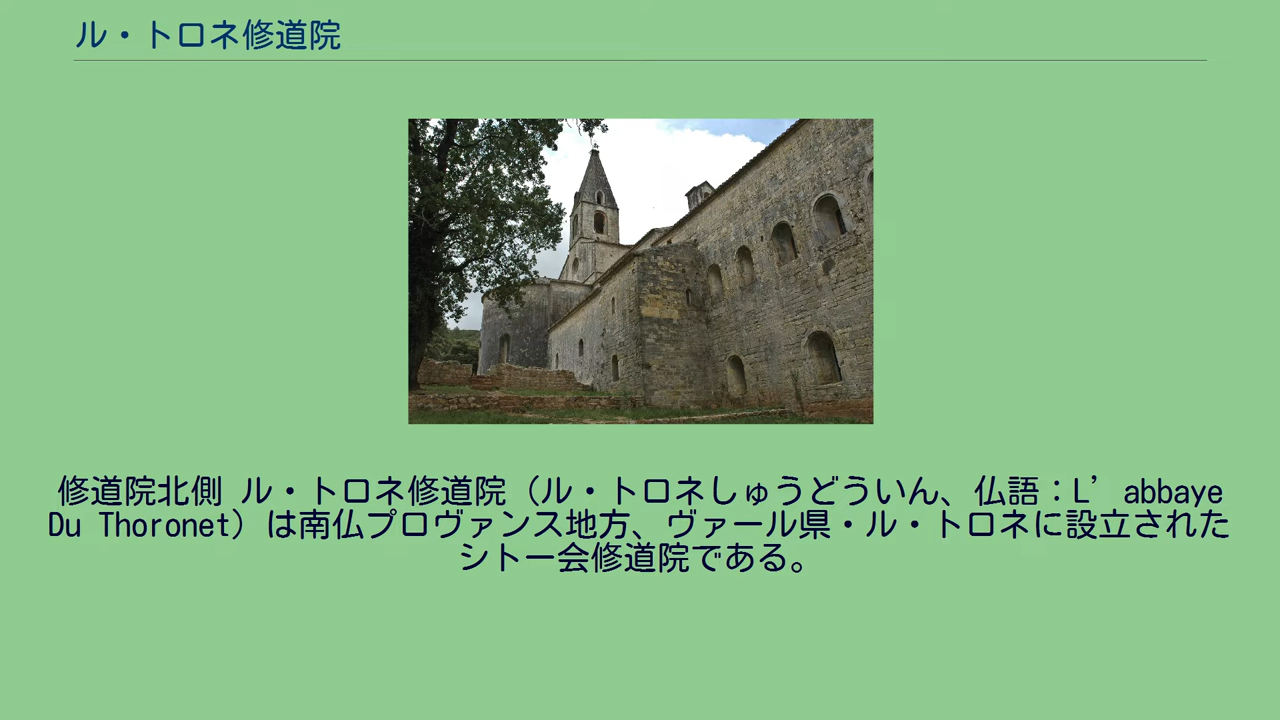 ル・トロネ修道院
修道院北側 ル・トロネ修道院（ル・トロネしゅうどういん、仏語：L’abbaye
Du Thoronet）は南仏プロヴァンス地方、ヴァール県・ル・トロネに設立された
シトー会修道院である。